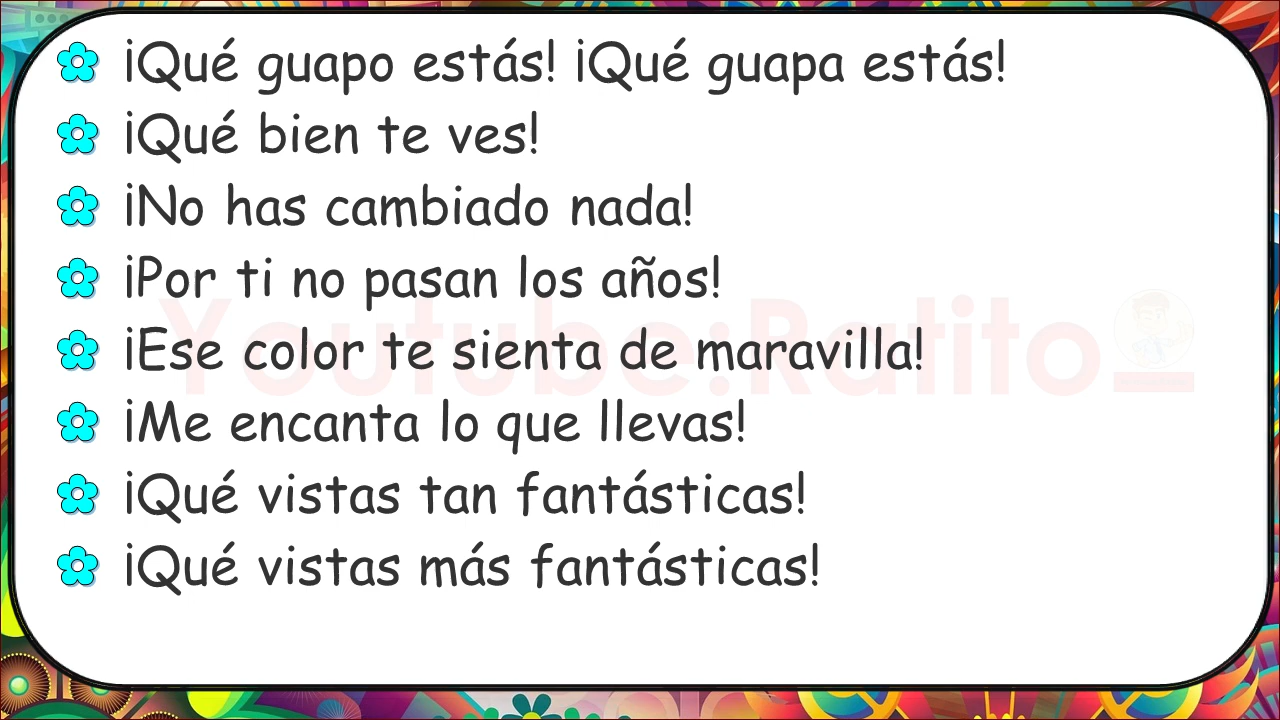 ¡Qué guapo estás! ¡Qué guapa estás!
¡Qué bien te ves!
¡No has cambiado nada!
¡Por ti no pasan los años!
¡Ese color te sienta de maravilla!
Youtube:Ratito_
¡Me encanta lo que llevas!
¡Qué vistas tan fantásticas!
¡Qué vistas más fantásticas!